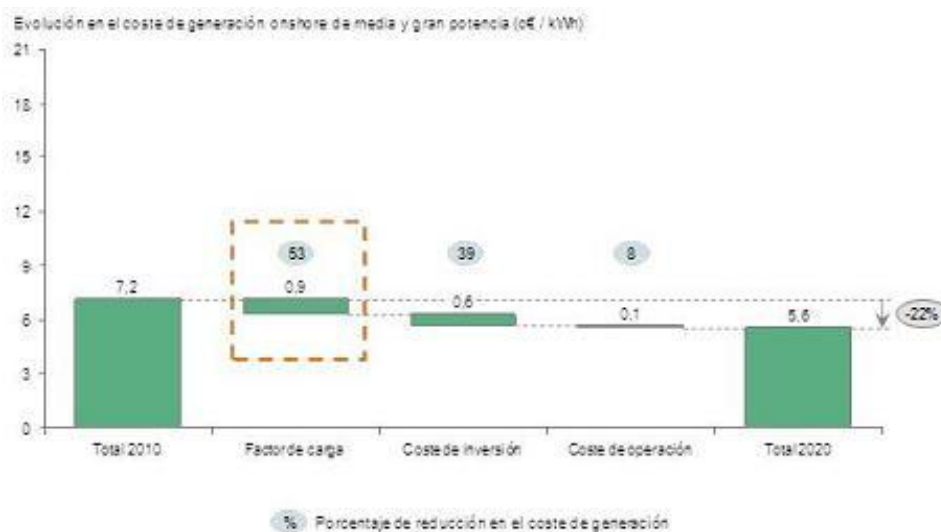 Evolución en el coste de generación onshore de media y gran potencia (c€ / kWh)
21
18
15
12
9
6
3
0
53
39
8
7,2
0,9
0,6
0,1
5,6
-22%
Total 2010
Factor de carga
Coste de inversión
Coste de operación
Total 2020
% Porcentaje de reducción en el coste de generación